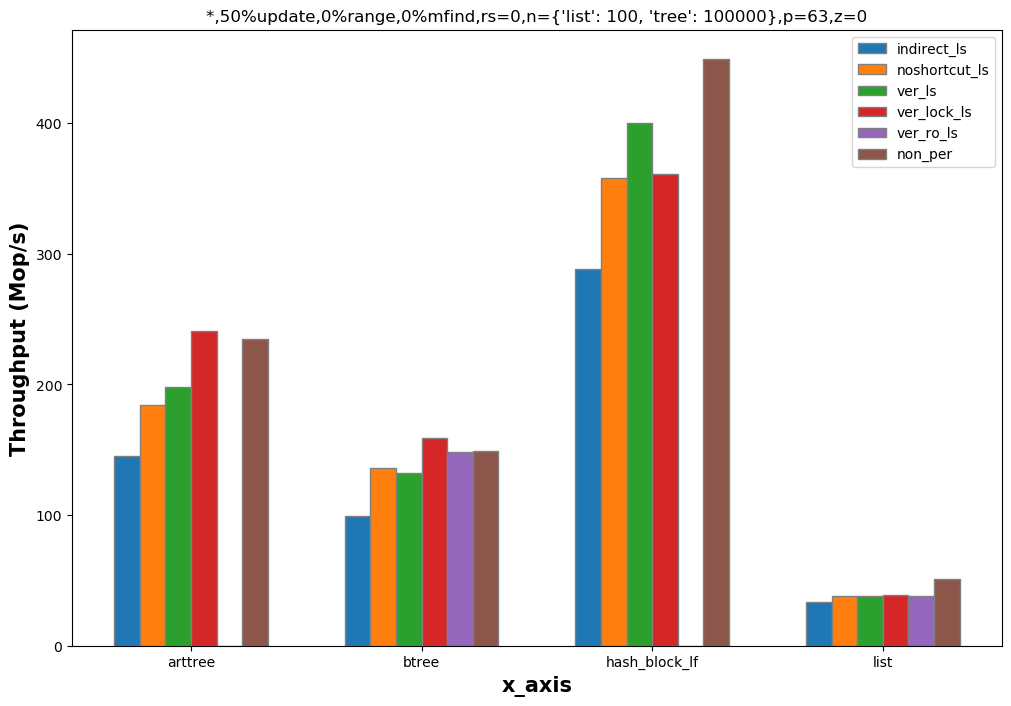 *,50%update,0%range,0%mfind,rs=0,n={'list': 100, 'tree': 100000},p=63,z=0
indirect_ls
noshortcut_ls
ver_ls
ver_lock_ls
ver_ro_ls
non_per
Throughput (Mop/s)
400
300
200
100
0
arttree
btree
hash_block_lf
list
x_axis